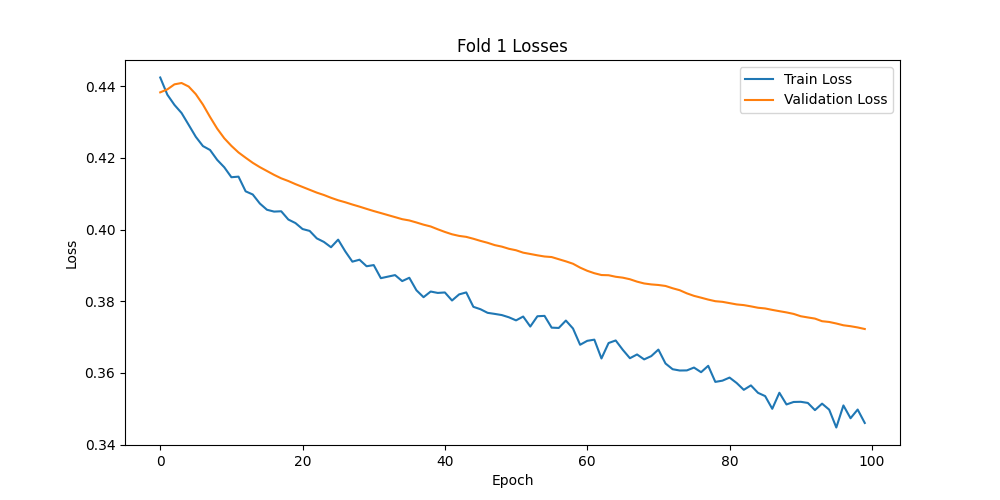 Fold 1 Losses
Train Loss
Validation Loss
Loss
0.44
0.42
0.40
0.38
0.36
0.34
0 20 40 60 80 100
Epoch